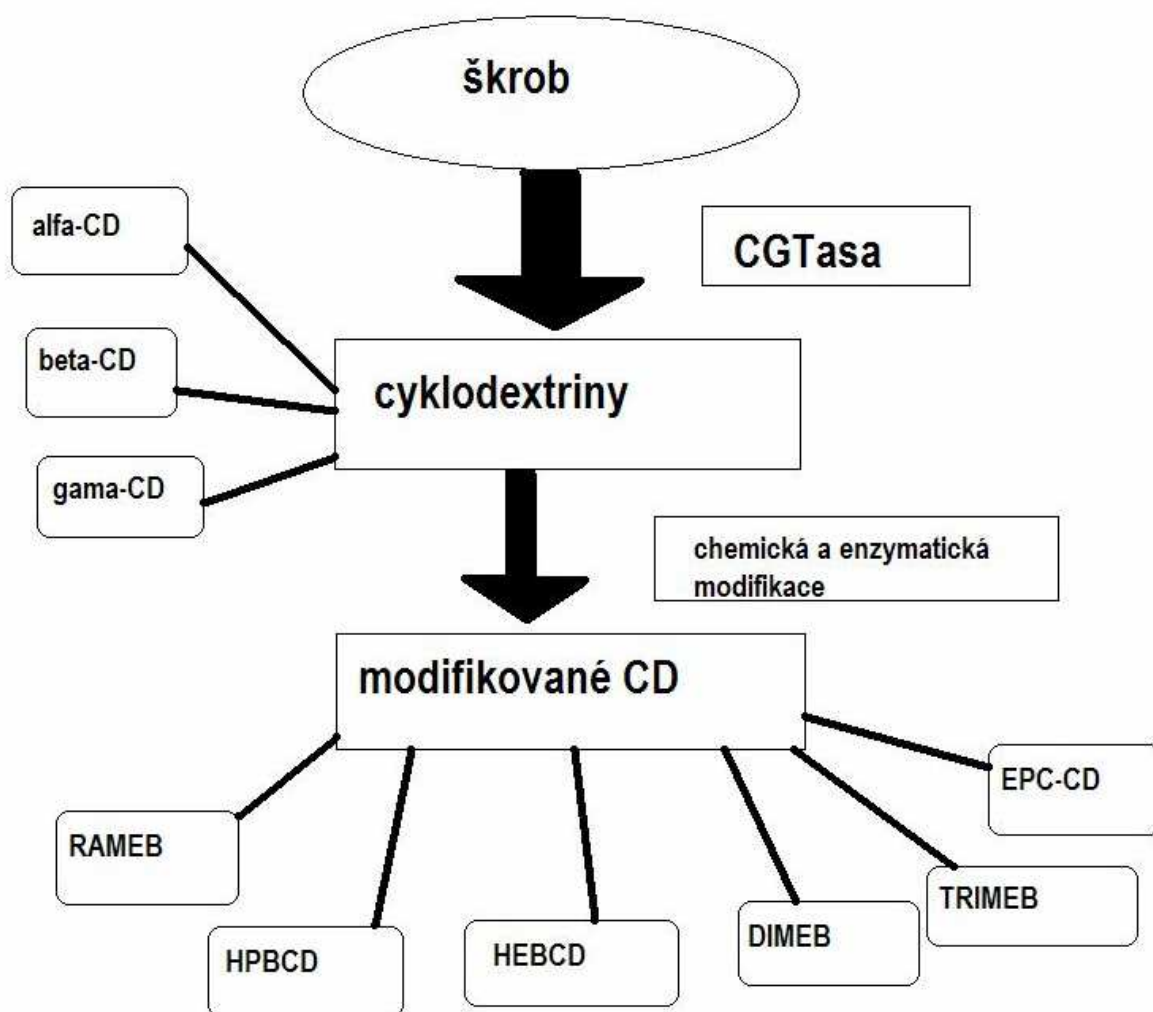 škrob
alfa-CD
CGTasa
beta-CD
cyklodextriny
gama-CD
chemická a enzymatická
modifikace
modifikované CD
EPC-CD
RAMEB
TRIMEB
DIMEB
HPBCD
HEBCD